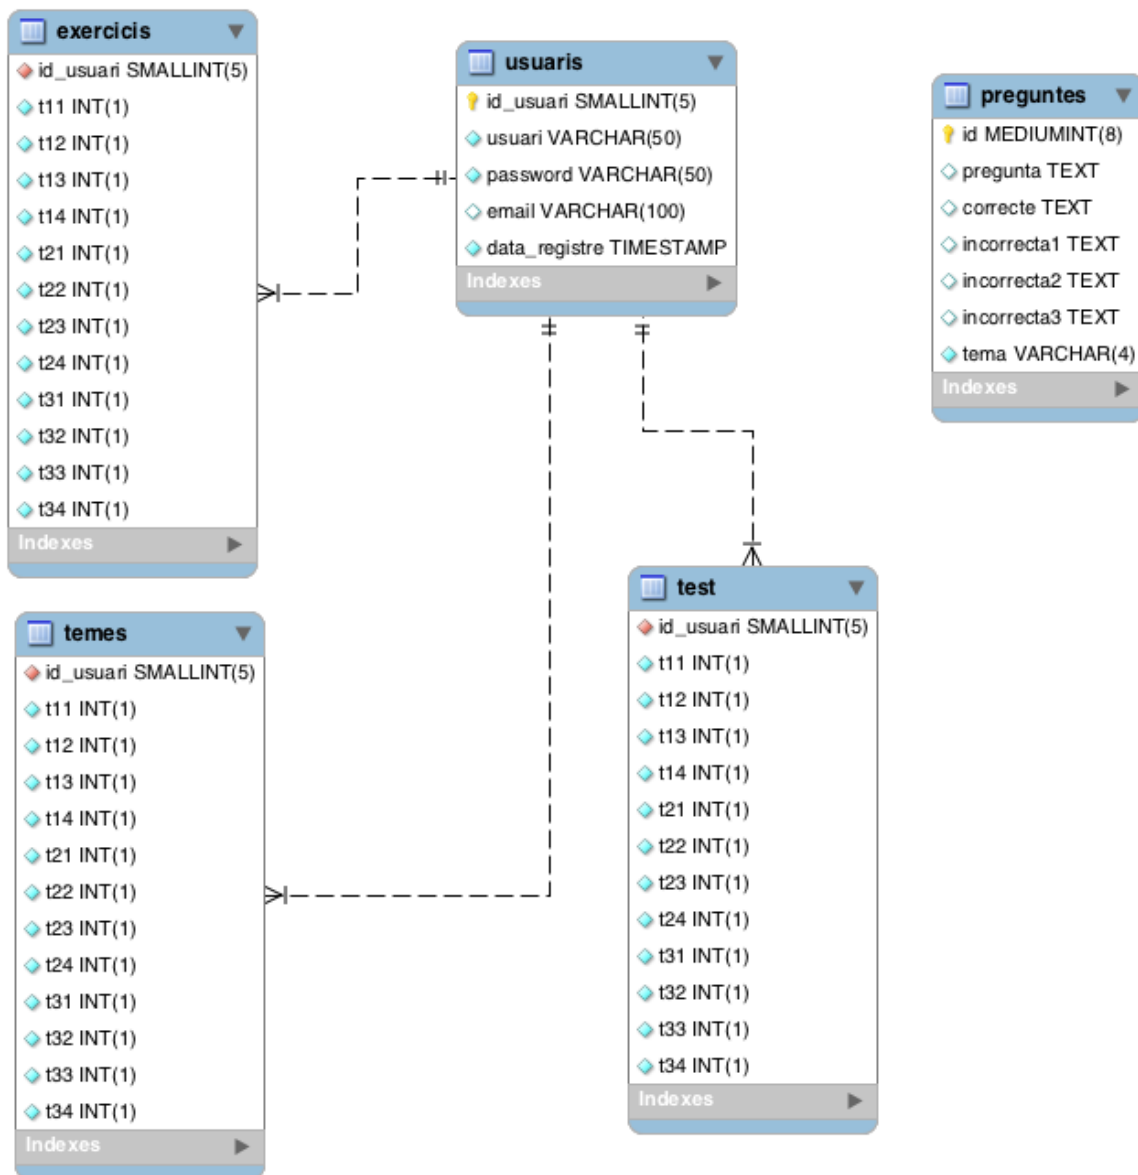 exercicis
id_usuari SMALLINT(5)
t11 INT(1)
t12 INT(1)
t13 INT(1)
t14 INT(1)
t21 INT(1)
t22 INT(1)
t23 INT(1)
t24 INT(1)
t31 INT(1)
t32 INT(1)
t33 INT(1)
t34 INT(1)
Indexes
usuaris
id_usuari SMALLINT(5)
usuari VARCHAR(50)
password VARCHAR(50)
email VARCHAR(100)
data_registre TIMESTAMP
Indexes
preguntes
id MEDIUMINT(8)
pregunta TEXT
correcte TEXT
incorrecta1 TEXT
incorrecta2 TEXT
incorrecta3 TEXT
tema VARCHAR(4)
Indexes
temes
id_usuari SMALLINT(5)
t11 INT(1)
t12 INT(1)
t13 INT(1)
t14 INT(1)
t21 INT(1)
t22 INT(1)
t23 INT(1)
t24 INT(1)
t31 INT(1)
t32 INT(1)
t33 INT(1)
t34 INT(1)
Indexes
test
id_usuari SMALLINT(5)
t11 INT(1)
t12 INT(1)
t13 INT(1)
t14 INT(1)
t21 INT(1)
t22 INT(1)
t23 INT(1)
t24 INT(1)
t31 INT(1)
t32 INT(1)
t33 INT(1)
t34 INT(1)
Indexes